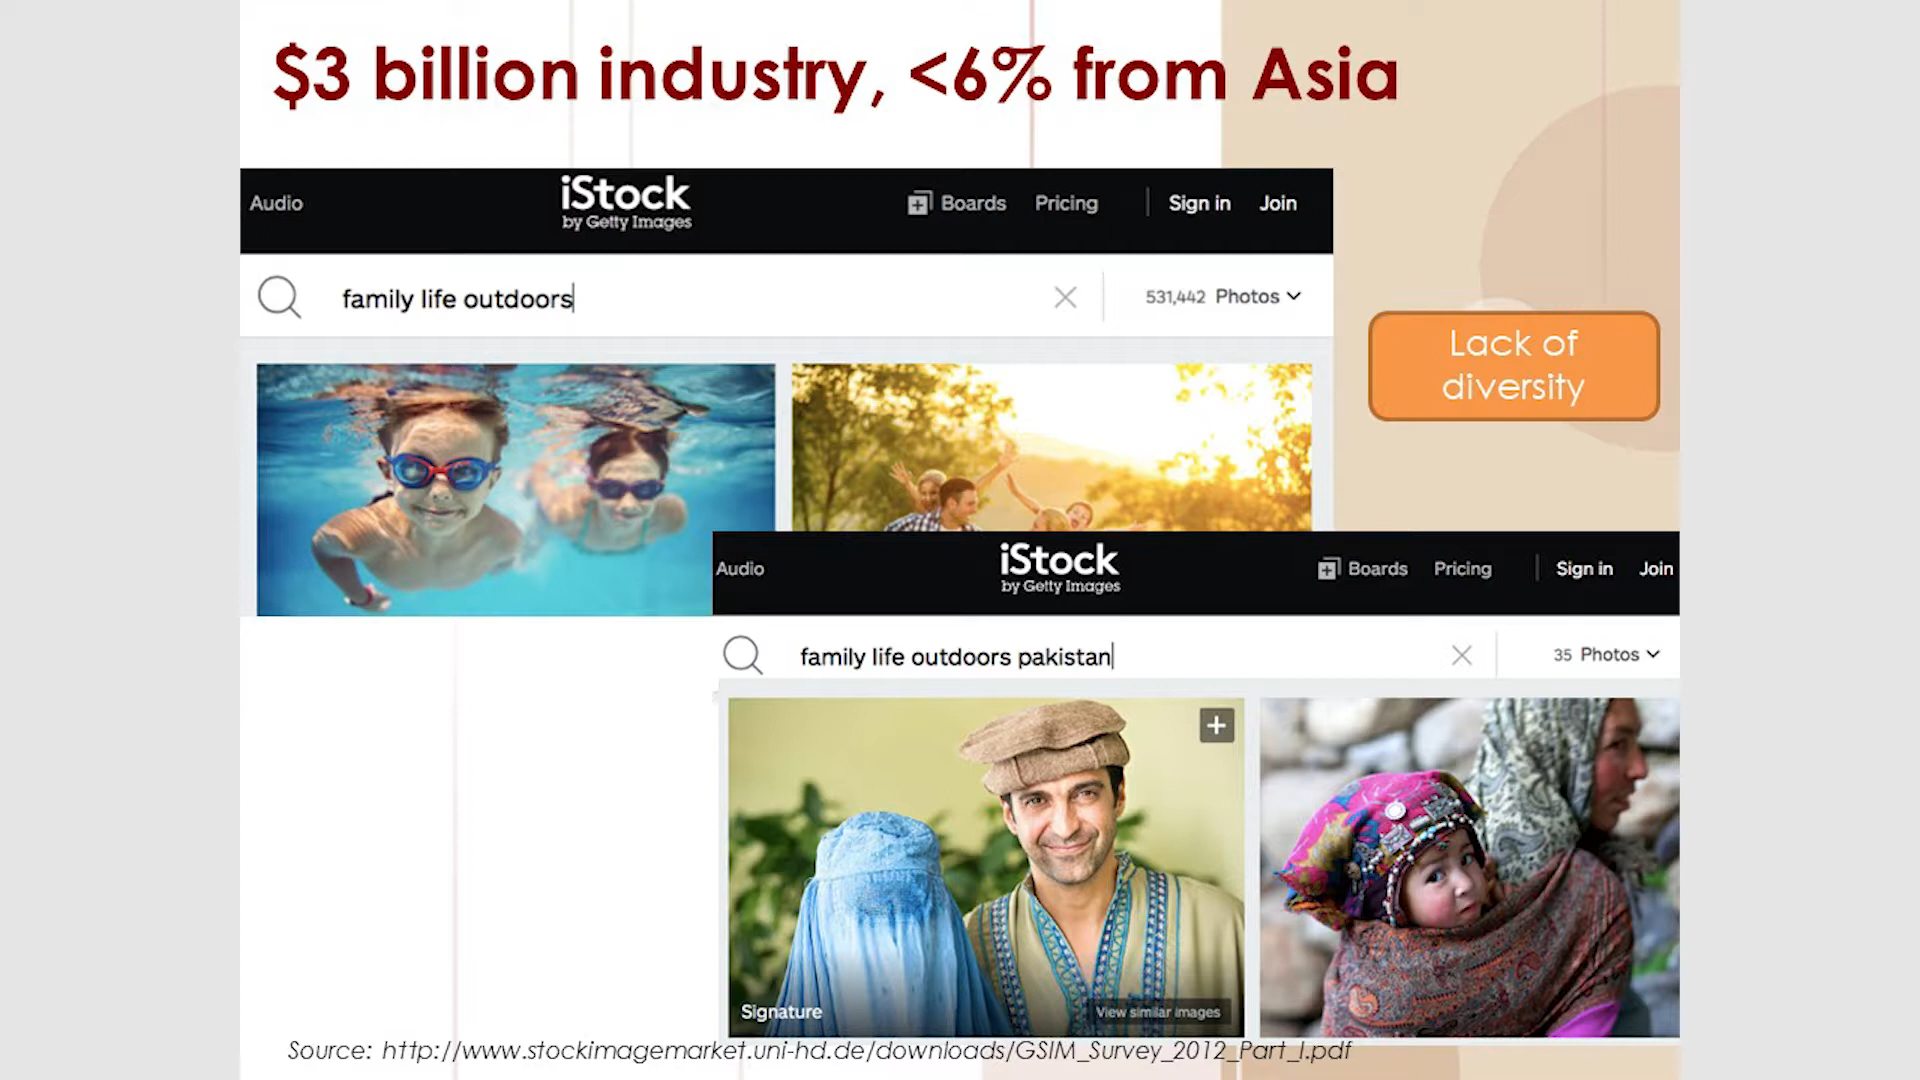 $3 billion industry, <6% from Asia
Audio
iStock
by Getty Images
Boards Pricing Sign in Join
family life outdoors
531,442 Photos
Lack of
diversity
Audio
iStock
by Getty Images
Boards Pricing Sign in Join
family life outdoors pakistan
35 Photos
Signature
View similar images
Source: http://www.stockimagemarket.uni-hd.de/downloads/GSIM_Survey_2012_Part_I.pdf